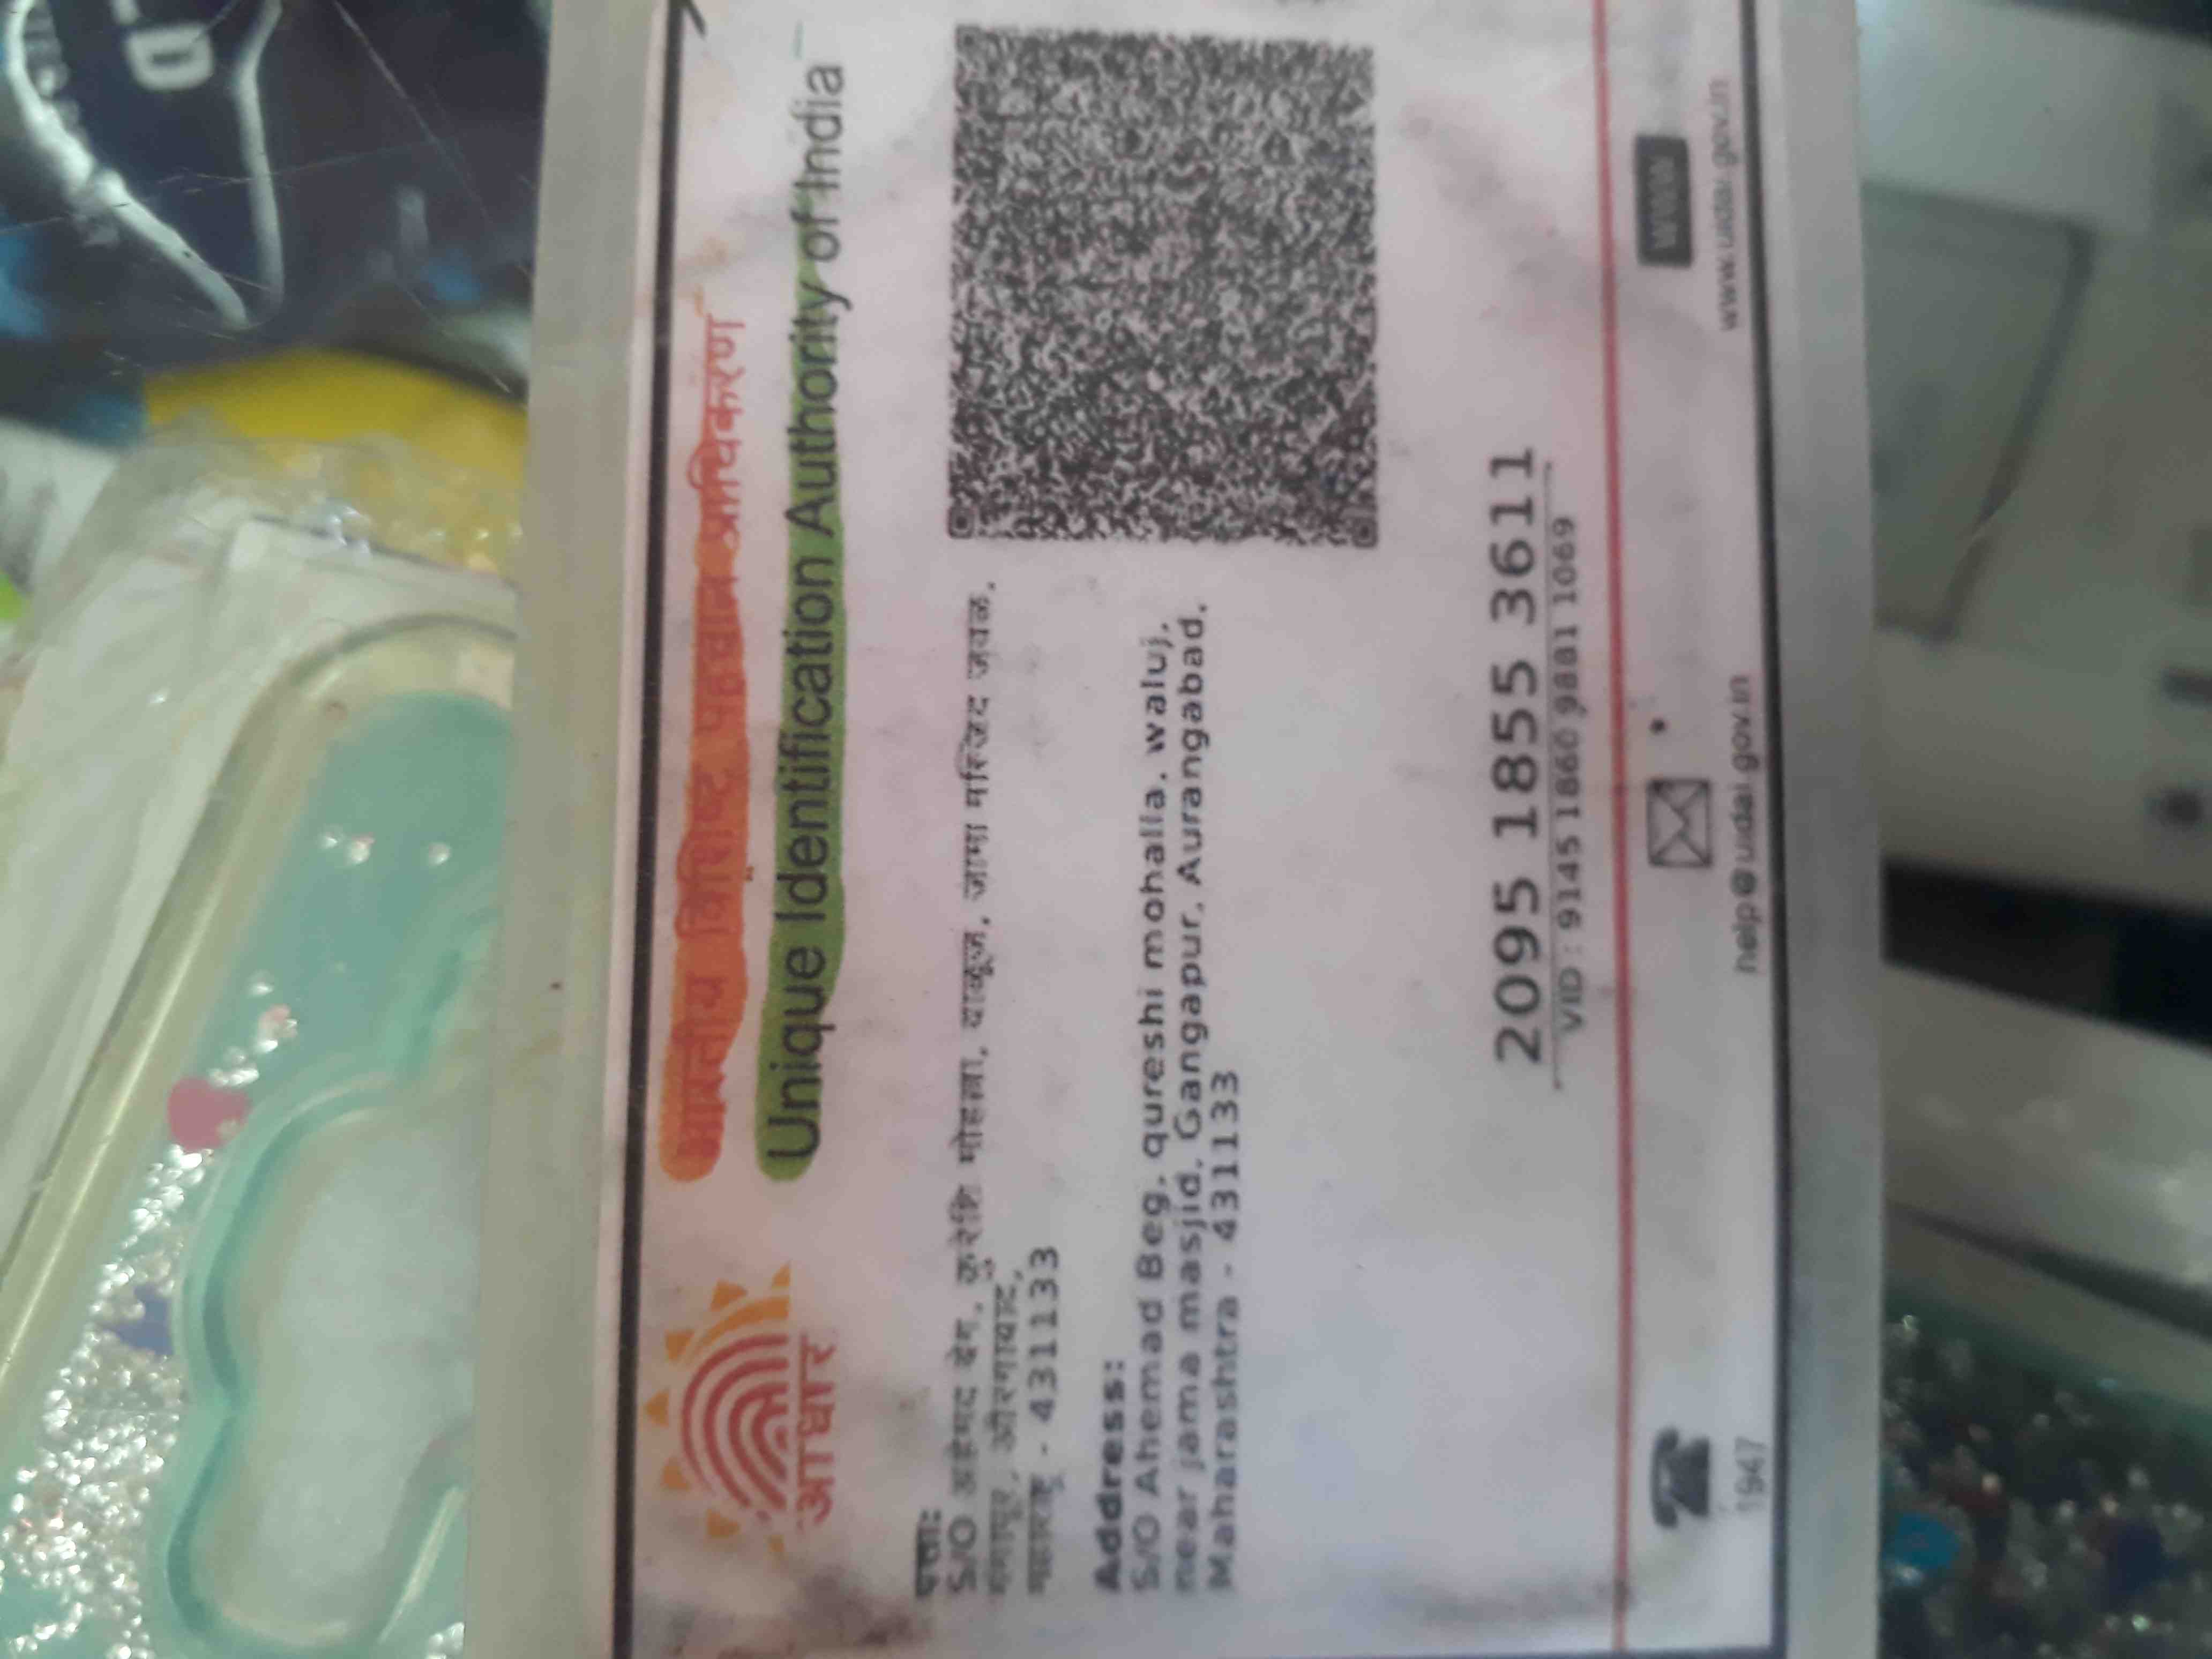 भारतीय विशिष्ट पहचान प्राधिकरण
Unique Identification Authority of India
आधार
पत्ता:
S/O अहेमद बेग, कुरेशि मोहल्ला, वाळूज, जामा मस्जिद जवळ,
गंगापूर, औरंगाबाद,
महाराष्ट्र - 431133
Address:
S/O Ahemad Beg, qureshi mohalla, waluj,
near jama masjid, Gangapur, Aurangabad,
Maharashtra - 431133
2095 1855 3611
VID : 9145 1860 9881 1069
1947
help@uidai.gov.in
WWW
www.uidai.gov.in